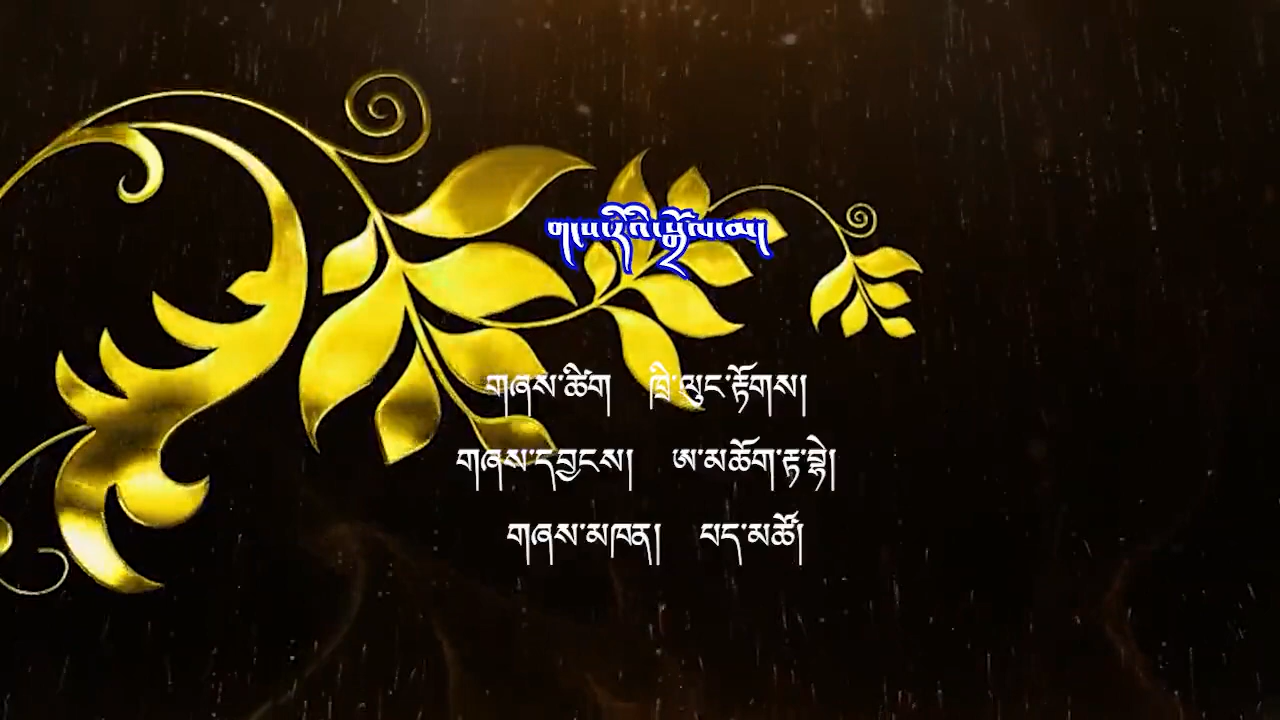 གཞས་ཚིག ཁྲི་ལུང་རྟོགས།
གཞས་དབྱངས། ཨ་མཆོག་རྟ་བྷེ།
གཞས་མཁན། པད་མཚོ།